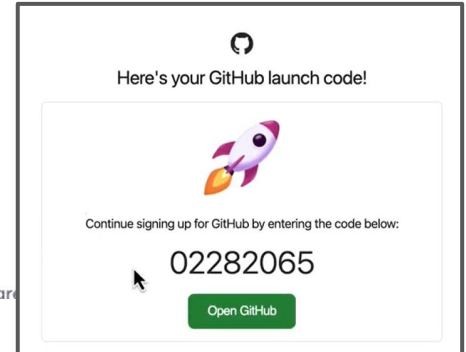 Here's your GitHub launch code!
Continue signing up for GitHub by entering the code below:
02282065
Open GitHub